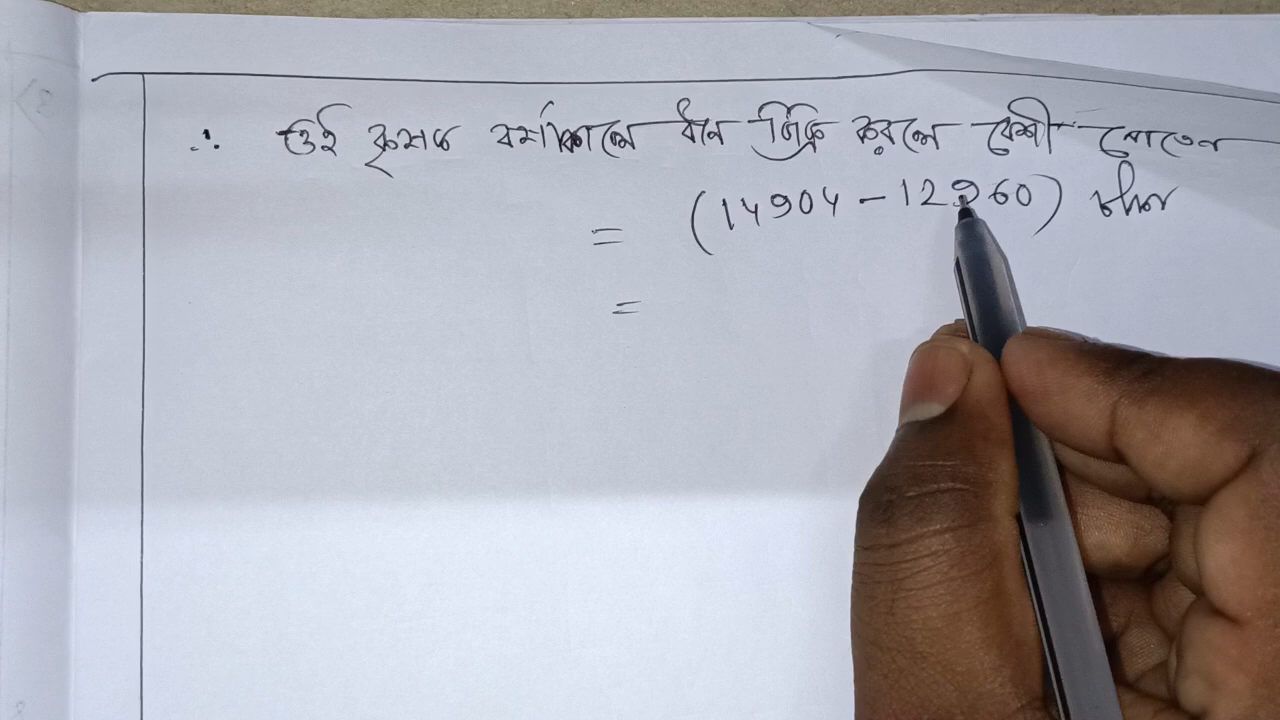 ∴ ওই কৃষক বর্ষাকালে ধান বিক্রি করলে বেশী পেতেন
= (14904 - 12960) টাকা
=